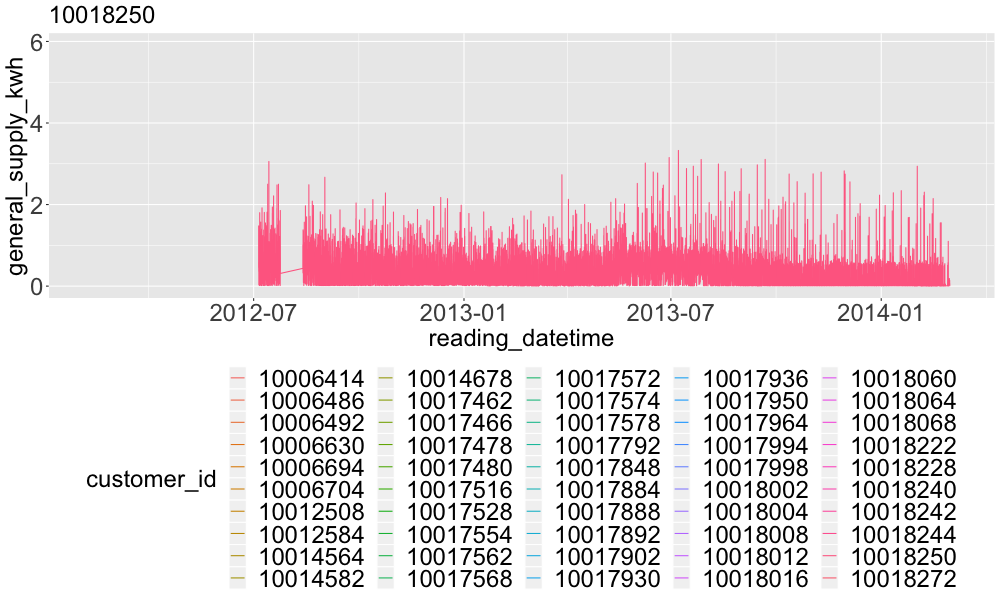 10018250
general_supply_kwh
6
4
2
0
2012-07 2013-01 2013-07 2014-01
reading_datetime
customer_id
10006414 10014678 10017572 10017936 10018060
10006486 10017462 10017574 10017950 10018064
10006492 10017466 10017578 10017964 10018068
10006630 10017478 10017792 10017994 10018222
10006694 10017480 10017848 10017998 10018228
10006704 10017516 10017884 10018002 10018240
10012508 10017528 10017888 10018004 10018242
10012584 10017554 10017892 10018008 10018244
10014564 10017562 10017902 10018012 10018250
10014582 10017568 10017930 10018016 10018272